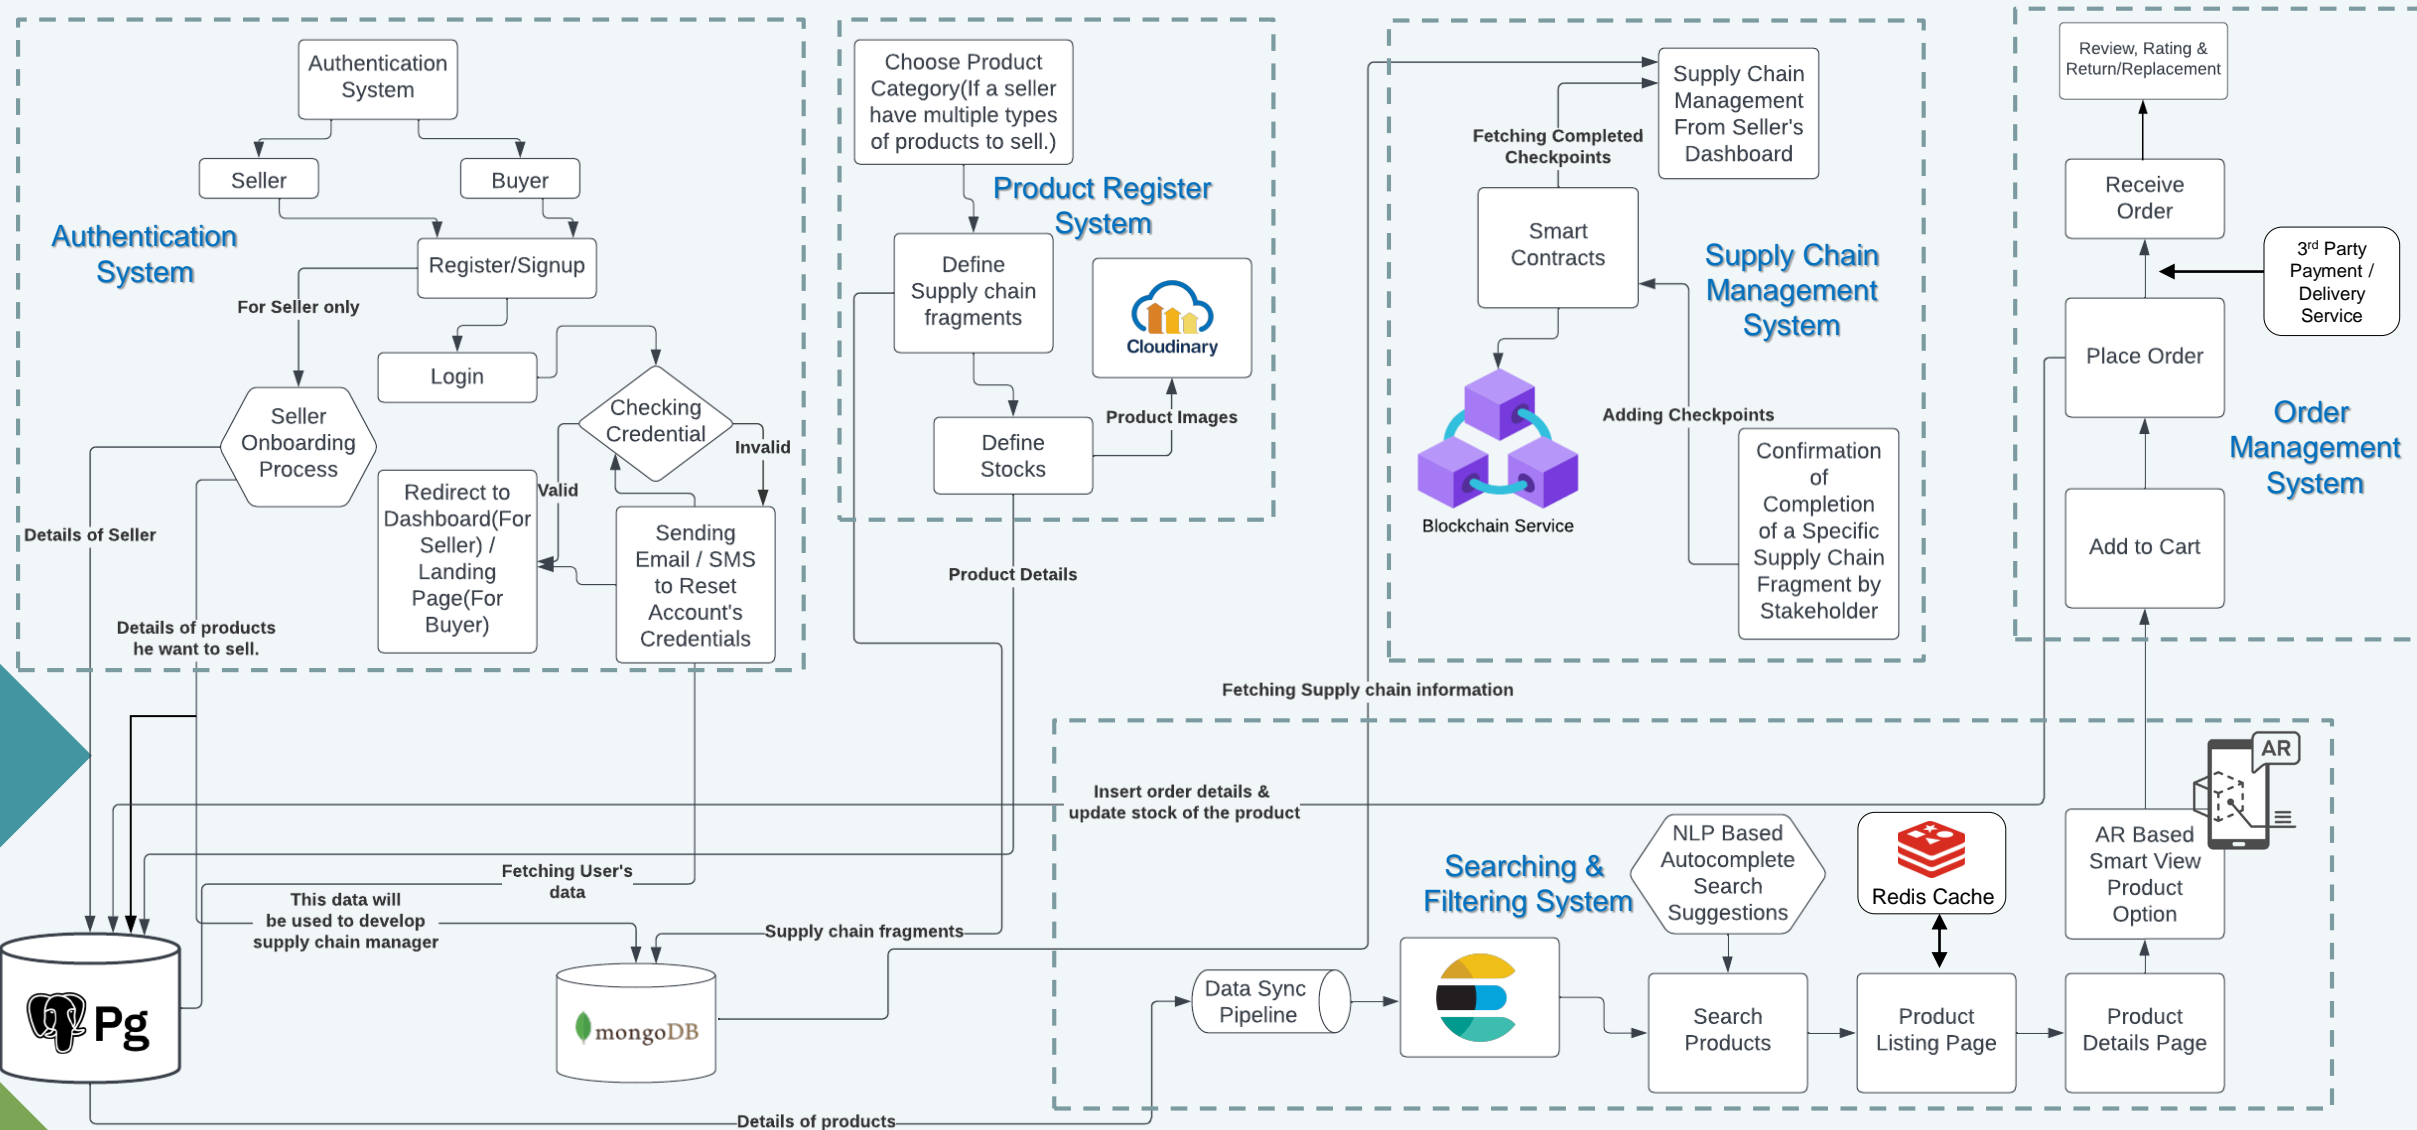 Authentication
System
Seller
Buyer
Authentication
System
Register/Signup
For Seller only
Login
Checking
Credential
Invalid
Valid
Seller
Onboarding
Process
Redirect to
Dashboard(For
Seller) /
Landing
Page(For
Buyer)
Sending
Email / SMS
to Reset
Account's
Credentials
Details of Seller
Details of products
he want to sell.
Choose Product
Category(If a seller
have multiple types
of products to sell.)
Product Register
System
Define
Supply chain
fragments
Cloudinary
Product Images
Define
Stocks
Product Details
Supply Chain
Management
From Seller's
Dashboard
Fetching Completed
Checkpoints
Smart
Contracts
Supply Chain
Management
System
Adding Checkpoints
Blockchain Service
Confirmation
of
Completion
of a Specific
Supply Chain
Fragment by
Stakeholder
Review, Rating &
Return/Replacement
Receive
Order
3rd Party
Payment /
Delivery
Service
Place Order
Order
Management
System
Add to Cart
Fetching Supply chain information
Insert order details &
update stock of the product
Fetching User's
data
This data will
be used to develop
supply chain manager
Supply chain fragments
Pg
mongoDB
Details of products
Searching &
Filtering System
NLP Based
Autocomplete
Search
Suggestions
Redis Cache
AR
AR Based
Smart View
Product
Option
Data Sync
Pipeline
Search
Products
Product
Listing Page
Product
Details Page